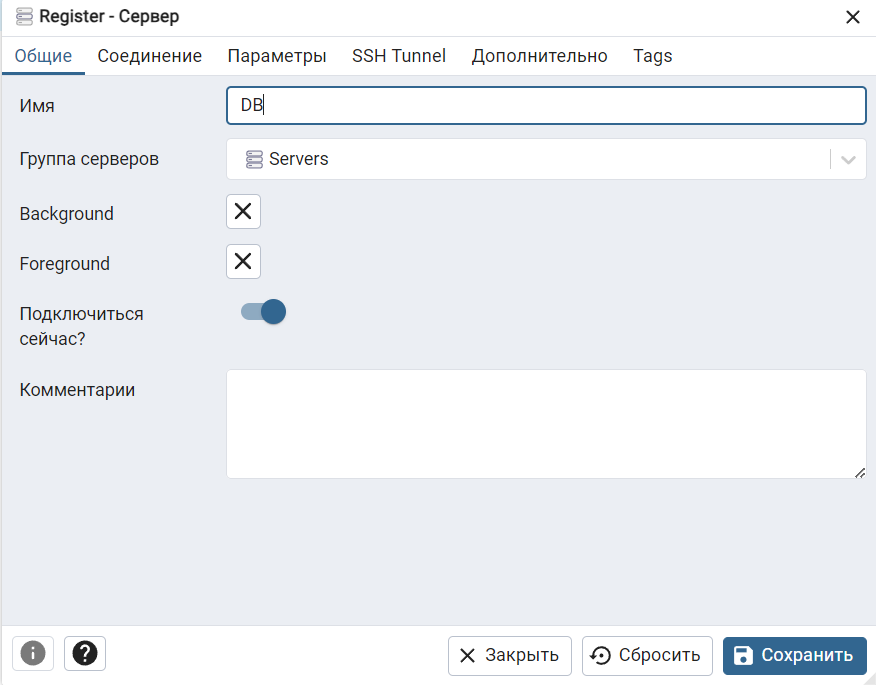 Register - Сервер
Общие Соединение Параметры SSH Tunnel Дополнительно Tags
Имя DB
Группа серверов Servers
Background
Foreground
Подключиться
сейчас?
Комментарии
Закрыть Сбросить Сохранить